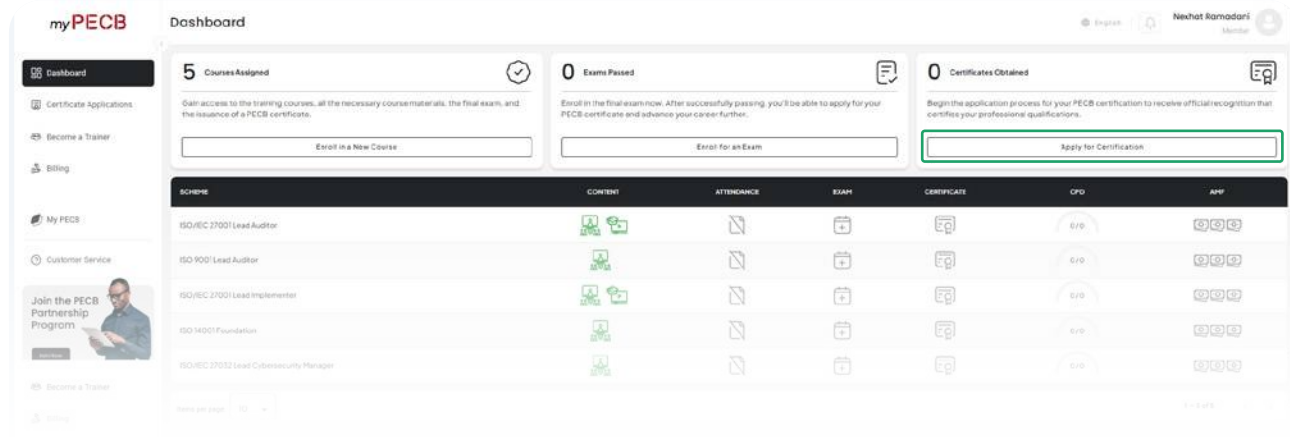 myPECB
Dashboard
English
Nexhat Ramadani
Member
Dashboard
Certificate Applications
Become a Trainer
Billing
My PECB
Customer Service
Join the PECB
Partnership
Program
Become a Trainer
Billing
5 Courses Assigned
Gain access to the training courses, all the necessary course materials, the final exam, and
the issuance of a PECB certificate.
Enroll in a New Course
0 Exams Passed
Enroll in the final exam now. After successfully passing, you'll be able to apply for your
PECB certificate and advance your career further.
Enroll for an Exam
0 Certificates Obtained
Begin the application process for your PECB certification to receive official recognition that
certifies your professional qualifications.
Apply for Certification
SCHEME CONTENT ATTENDANCE EXAM CERTIFICATE CPD AMF
ISO/IEC 27001 Lead Auditor 0/0
ISO 9001 Lead Auditor 0/0
ISO/IEC 27001 Lead Implementer 0/0
ISO 14001 Foundation 0/0
ISO/IEC 27032 Lead Cybersecurity Manager 0/0
Items per page 10